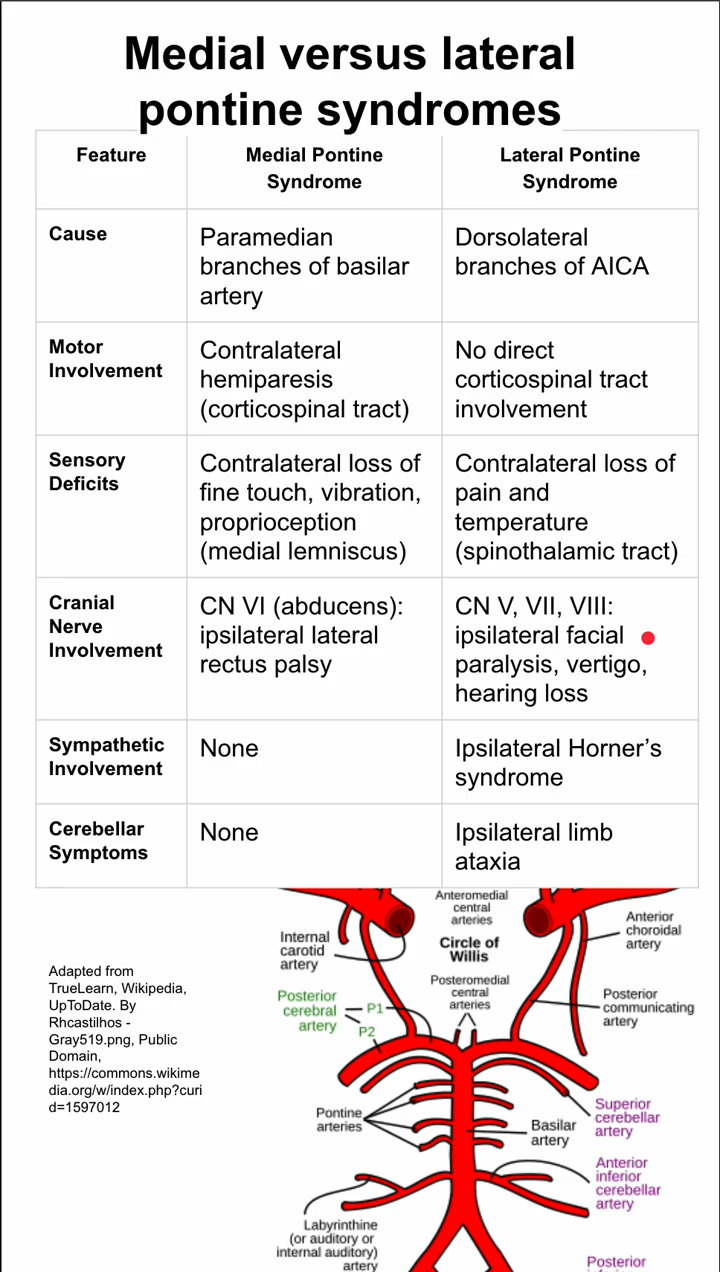 Medial versus lateral
pontine syndromes
Feature
Medial Pontine
Syndrome
Lateral Pontine
Syndrome
Cause
Paramedian
branches of basilar
artery
Dorsolateral
branches of AICA
Motor
Involvement
Contralateral
hemiparesis
(corticospinal tract)
No direct
corticospinal tract
involvement
Sensory
Deficits
Contralateral loss of
fine touch, vibration,
proprioception
(medial lemniscus)
Contralateral loss of
pain and
temperature
(spinothalamic tract)
Cranial
Nerve
Involvement
CN VI (abducens):
ipsilateral lateral
rectus palsy
CN V, VII, VIII:
ipsilateral facial
paralysis, vertigo,
hearing loss
Sympathetic
Involvement
None
Ipsilateral Horner’s
syndrome
Cerebellar
Symptoms
None
Ipsilateral limb
ataxia
Adapted from
TrueLearn, Wikipedia,
UpToDate. By
Rhcastilhos -
Gray519.png, Public
Domain,
https://commons.wikime
dia.org/w/index.php?curi
d=1597012
Anteromedial
central
arteries
Circle of
Willis
Posteromedial
central
arteries
Internal
carotid
artery
Anterior
choroidal
artery
Posterior
cerebral
artery
P1
P2
Posterior
communicating
artery
Pontine
arteries
Basilar
artery
Superior
cerebellar
artery
Anterior
inferior
cerebellar
artery
Labyrinthine
(or auditory or
internal auditory)
artery
Posterior